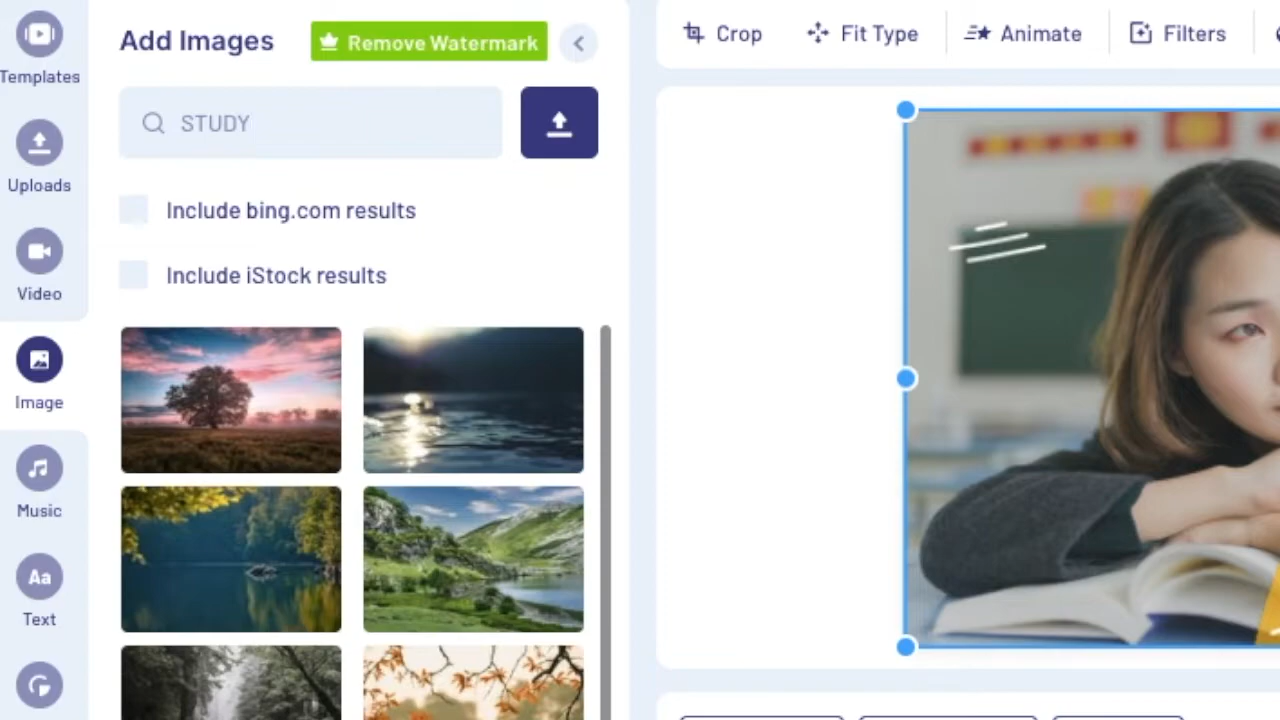 Templates
Uploads
Video
Image
Music
Aa
Text
Add Images
Remove Watermark
STUDY
Include bing.com results
Include iStock results
Crop
Fit Type
Animate
Filters